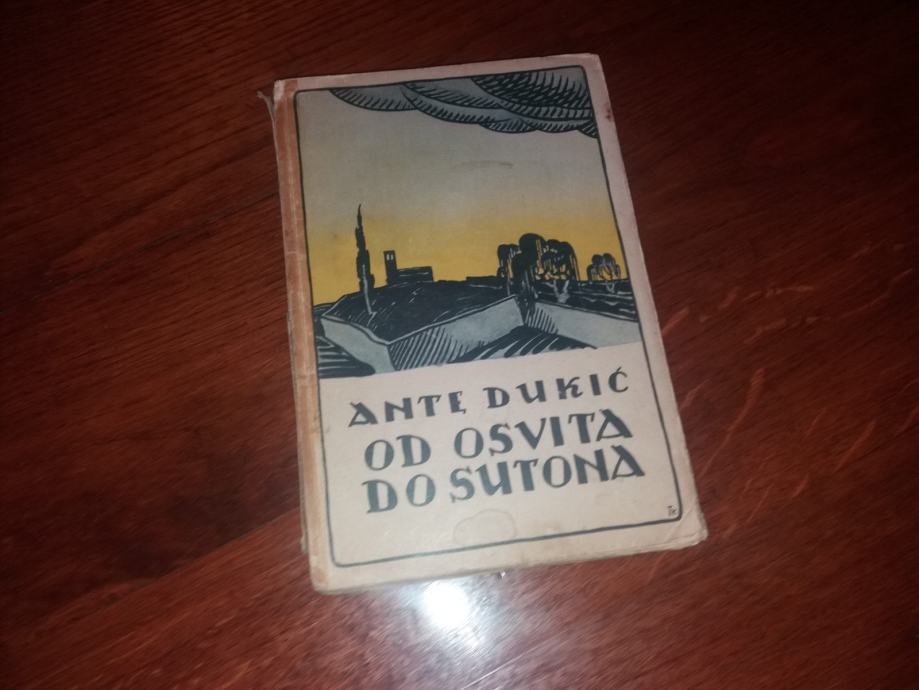 ANTE DUKIĆ
OD OSVITA
DO SUTONA